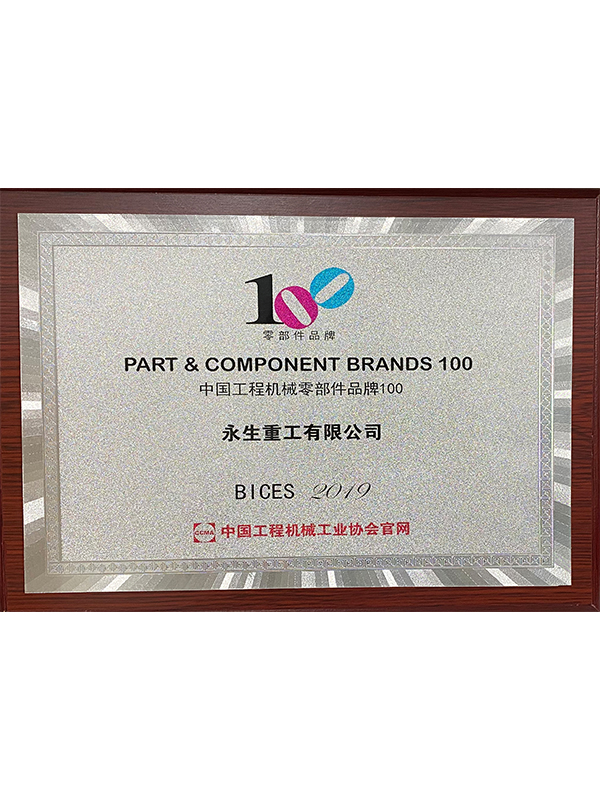 100
零部件品牌
PART & COMPONENT BRANDS 100
中国工程机械零部件品牌100
永生重工有限公司
BICES 2019
CCMA 中国工程机械工业协会官网